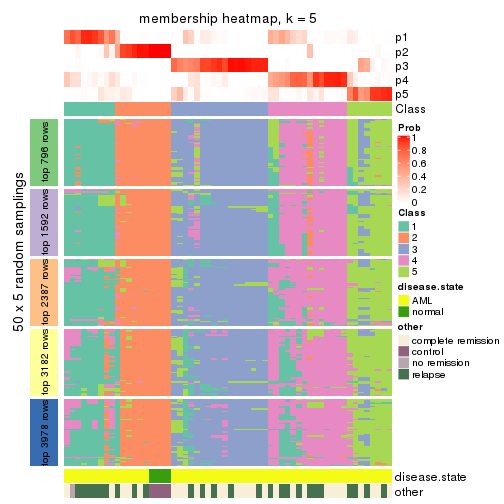 membership heatmap, k = 5
p1
p2
p3
p4
p5
Class
50 x 5 random samplings
top 796 rows
top 1592 rows
top 2387 rows
top 3182 rows
top 3978 rows
disease.state
other
Prob
1
0.8
0.6
0.4
0.2
0
Class
1
2
3
4
5
disease.state
AML
normal
other
complete remission
control
no remission
relapse